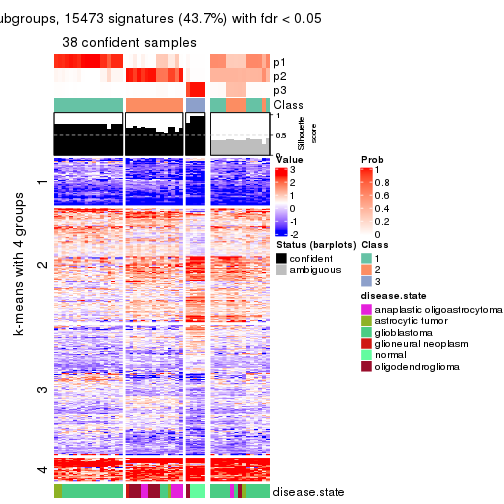 ubgroups, 15473 signatures (43.7%) with fdr < 0.05
38 confident samples
p1
p2
p3
Class
1
0.5
0
Silhouette
score
k-means with 4 groups
1
2
3
4
disease.state
Value
3
2
1
0
-1
-2
Status (barplots)
confident
ambiguous
Prob
1
0.8
0.6
0.4
0.2
0
Class
1
2
3
disease.state
anaplastic oligoastrocytoma
astrocytic tumor
glioblastoma
glioneural neoplasm
normal
oligodendroglioma